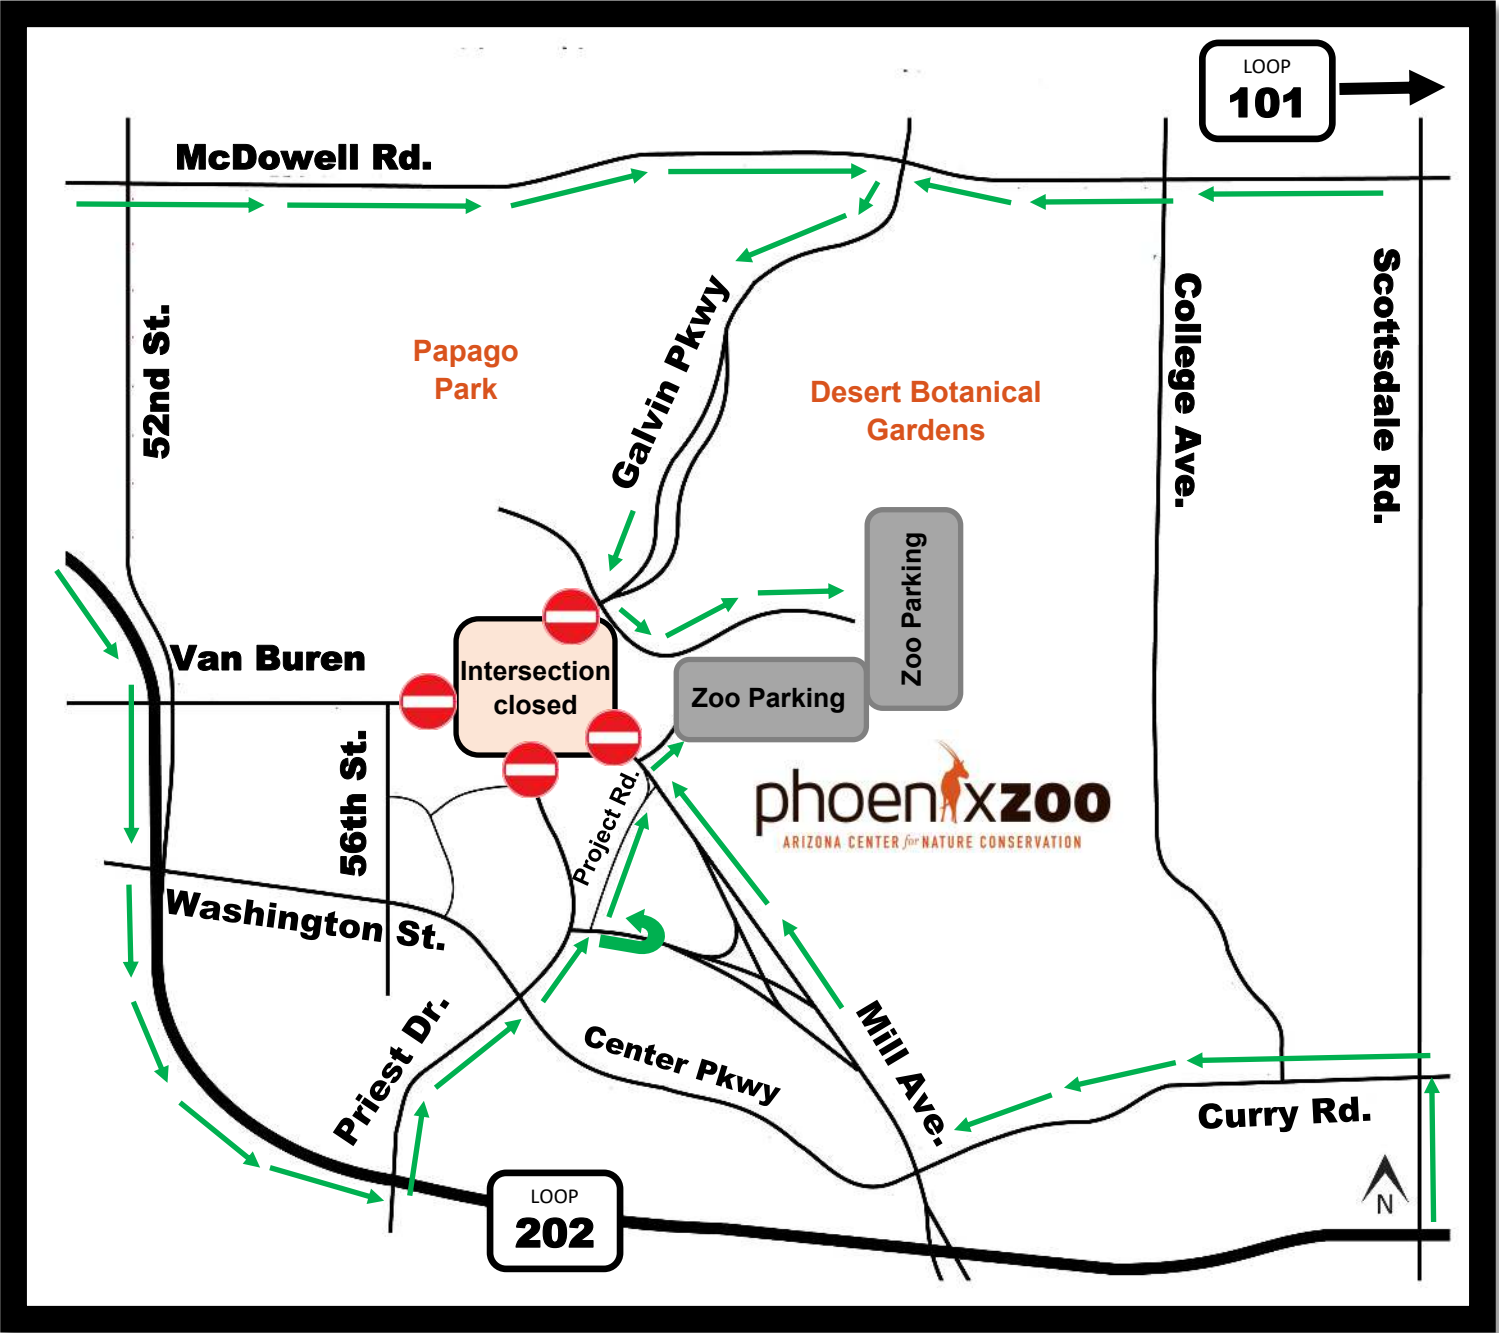 LOOP
101
McDowell Rd.
52nd St.
Papago
Park
Galvin Pkwy
Desert Botanical
Gardens
College Ave.
Scottsdale Rd.
Zoo Parking
Van Buren
Intersection
closed
Zoo Parking
56th St.
Project Rd.
phoenixzoo
ARIZONA CENTER for NATURE CONSERVATION
Washington St.
Priest Dr.
Center Pkwy
Mill Ave.
Curry Rd.
N
LOOP
202